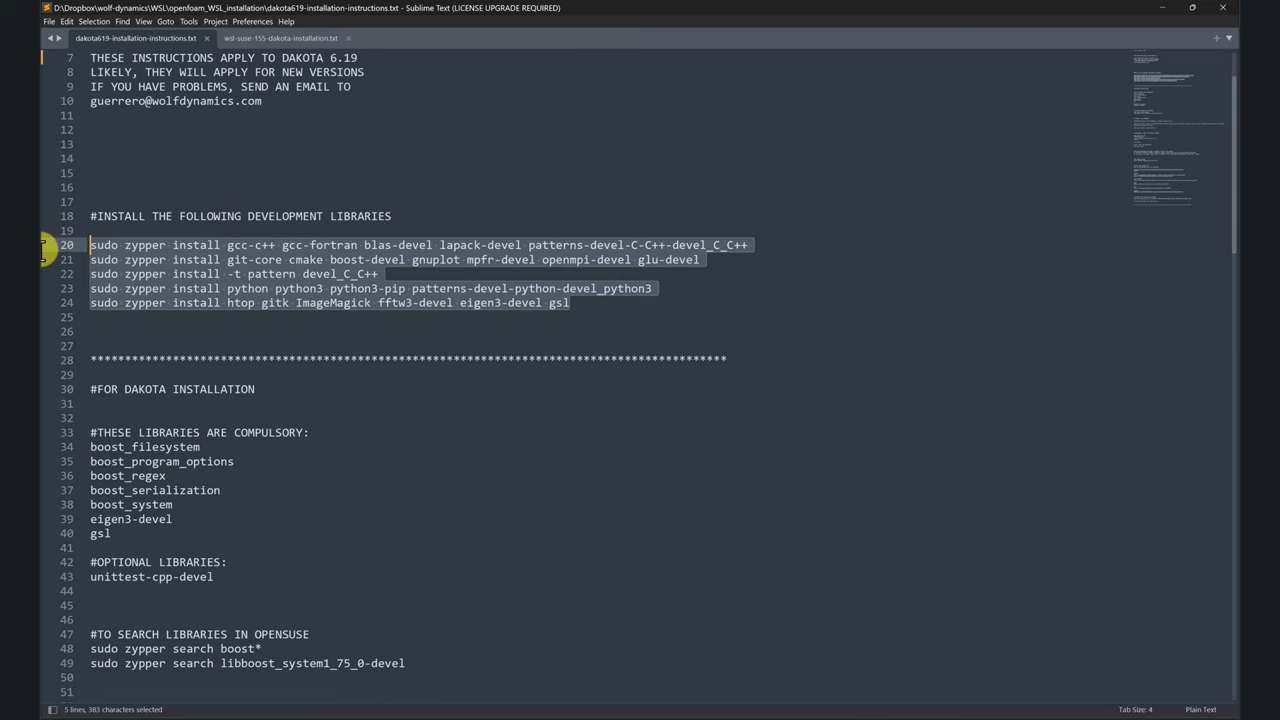 D:\Dropbox\wolf-dynamics\WSL\openfoam_WSL_installation\dakota619-installation-instructions.txt - Sublime Text (LICENSE UPGRADE REQUIRED)
File Edit Selection Find View Goto Tools Project Preferences Help
dakota619-installation-instructions.txt wsl-suse-155-dakota-installation.txt
7 THESE INSTRUCTIONS APPLY TO DAKOTA 6.19
8 LIKELY, THEY WILL APPLY FOR NEW VERSIONS
9 IF YOU HAVE PROBLEMS, SEND AN EMAIL TO
10 guerrero@wolfdynamics.com
11
12
13
14
15
16
17
18 #INSTALL THE FOLLOWING DEVELOPMENT LIBRARIES
19
20 sudo zypper install gcc-c++ gcc-fortran blas-devel lapack-devel patterns-devel-C-C++-devel_C_C++
21 sudo zypper install git-core cmake boost-devel gnuplot mpfr-devel openmpi-devel glu-devel
22 sudo zypper install -t pattern devel_C_C++
23 sudo zypper install python python3 python3-pip patterns-devel-python-devel_python3
24 sudo zypper install htop gitk ImageMagick fftw3-devel eigen3-devel gsl
25
26
27
28 *********************************************************************************************
29
30 #FOR DAKOTA INSTALLATION
31
32
33 #THESE LIBRARIES ARE COMPULSORY:
34 boost_filesystem
35 boost_program_options
36 boost_regex
37 boost_serialization
38 boost_system
39 eigen3-devel
40 gsl
41
42 #OPTIONAL LIBRARIES:
43 unittest-cpp-devel
44
45
46
47 #TO SEARCH LIBRARIES IN OPENSUSE
48 sudo zypper search boost*
49 sudo zypper search libboost_system1_75_0-devel
50
51
5 lines, 383 characters selected Tab Size: 4 Plain Text